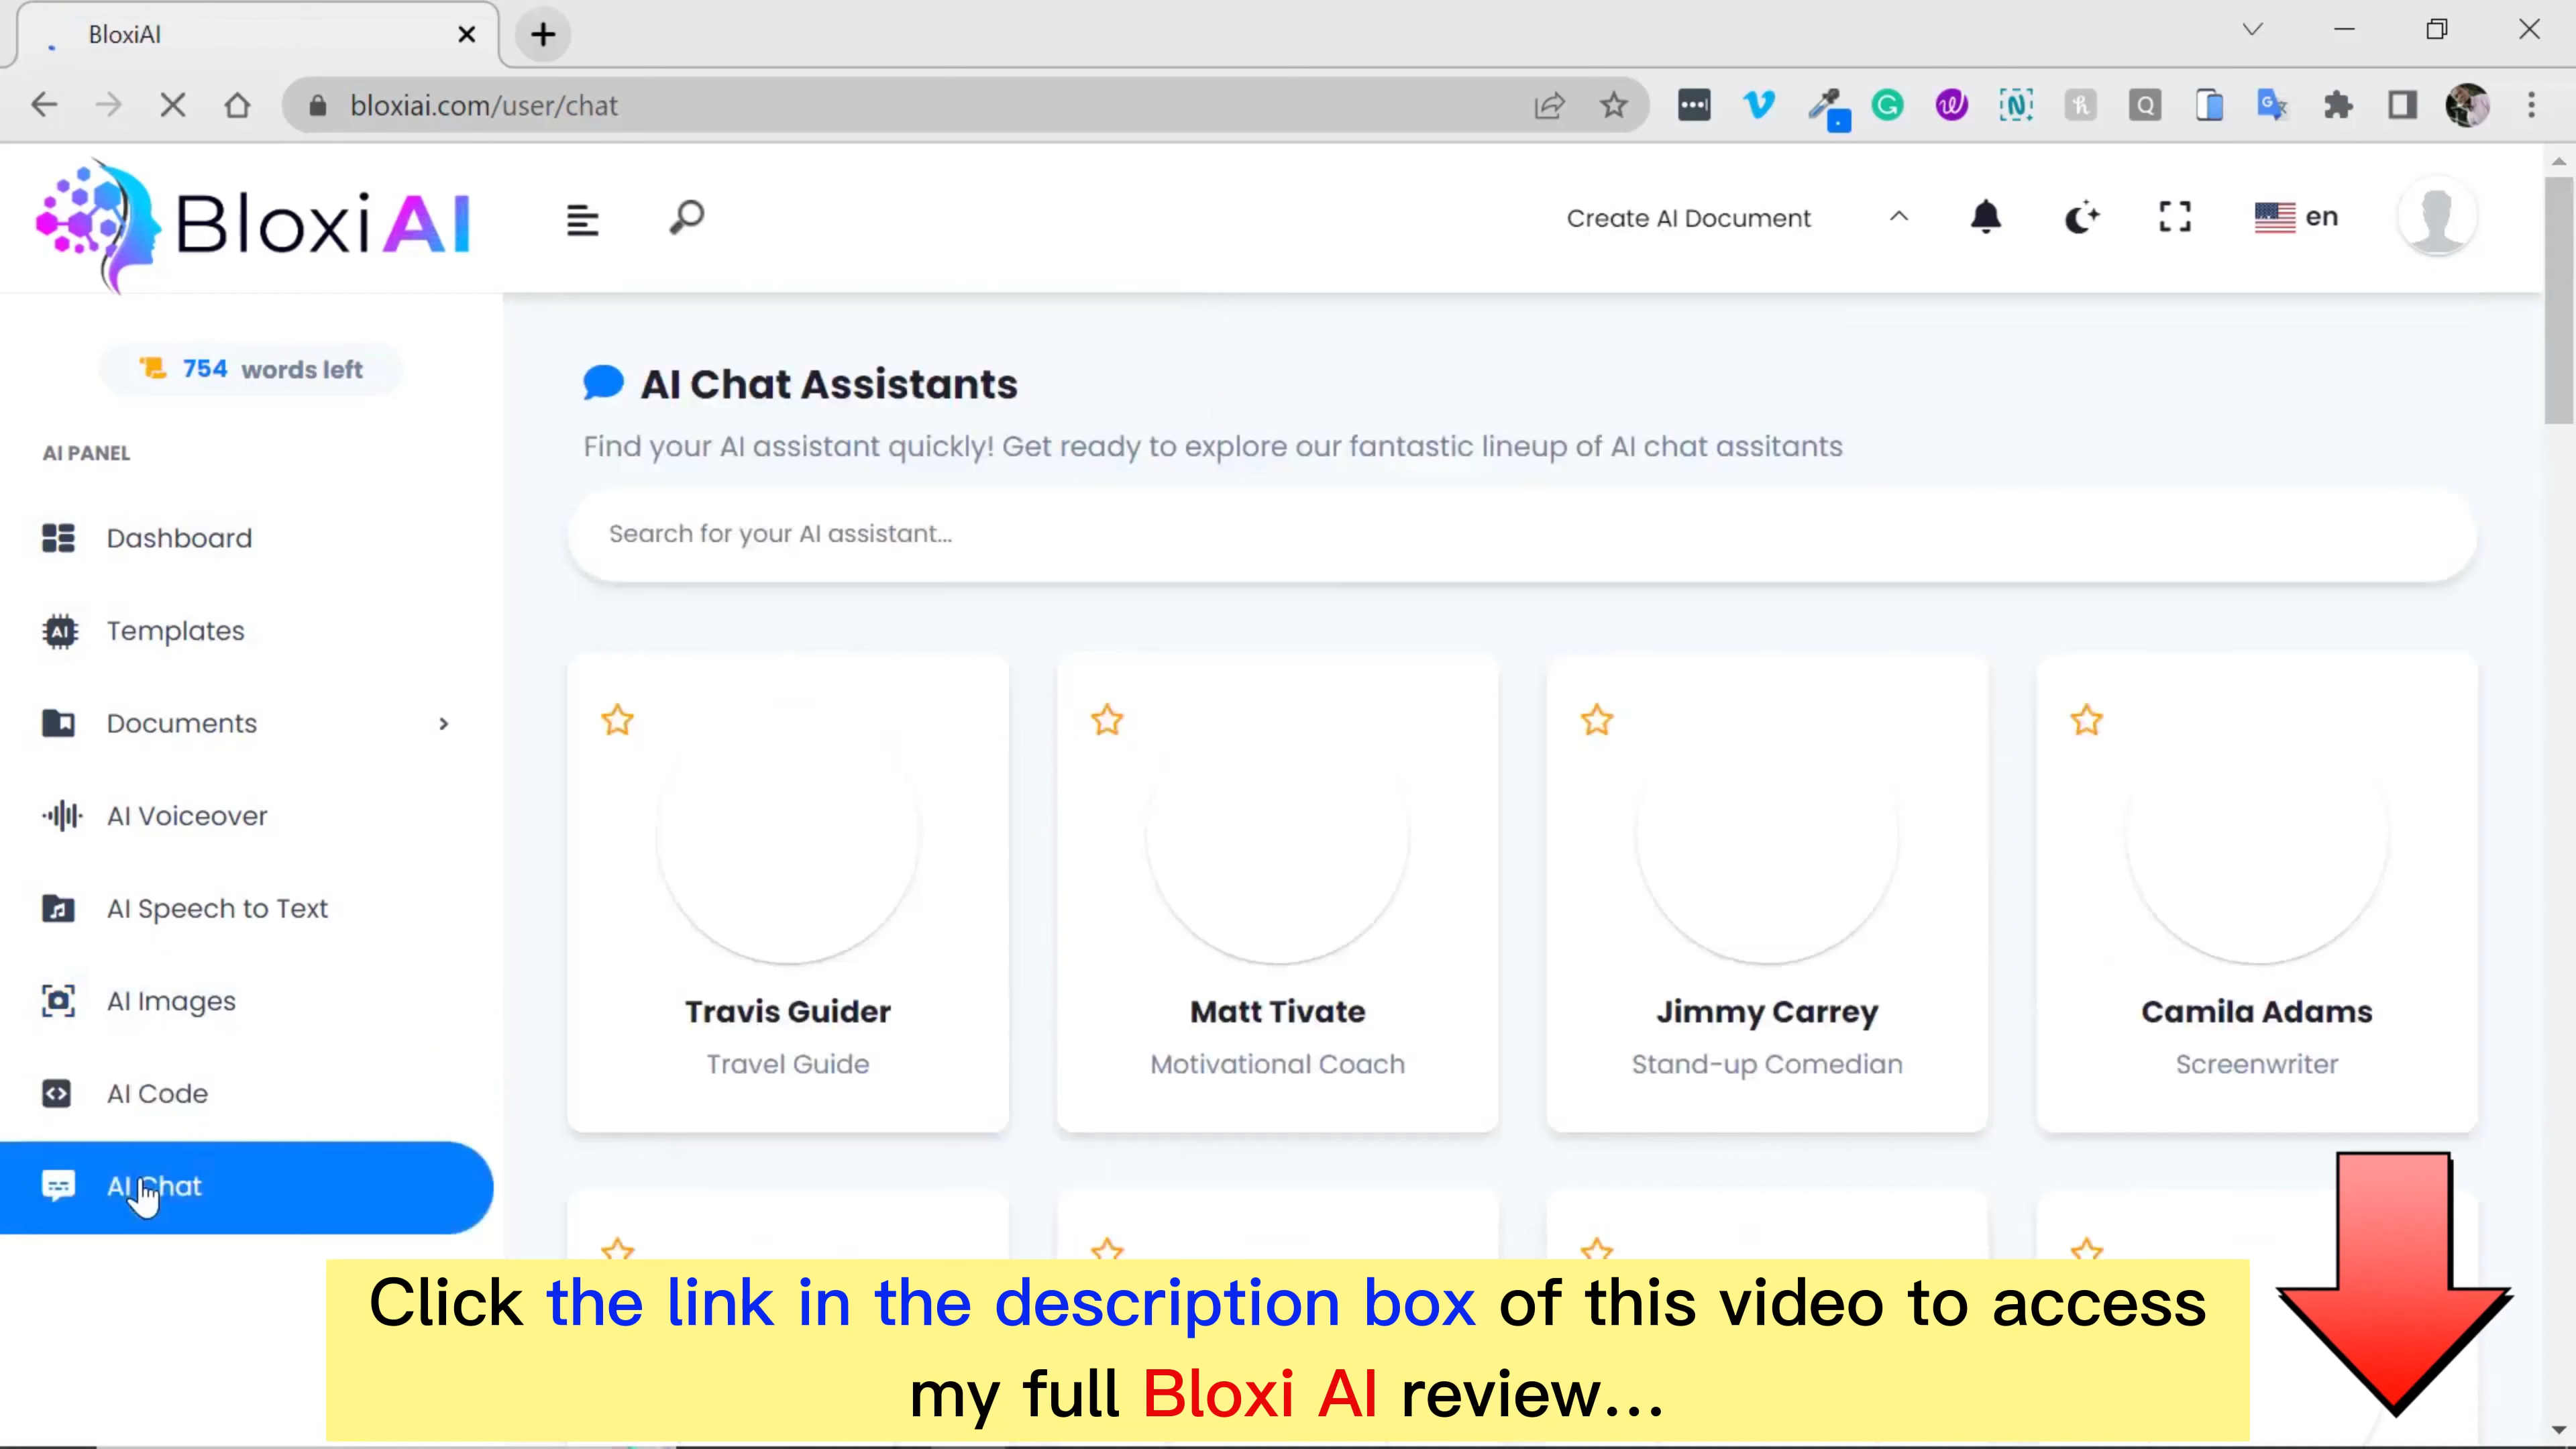 BloxiAI
bloxiai.com/user/chat
BloxiAI
Create AI Document
en
754 words left
AI PANEL
Dashboard
Templates
Documents
AI Voiceover
AI Speech to Text
AI Images
AI Code
AI Chat
AI Chat Assistants
Find your AI assistant quickly! Get ready to explore our fantastic lineup of AI chat assitants
Search for your AI assistant...
Travis Guider
Travel Guide
Matt Tivate
Motivational Coach
Jimmy Carrey
Stand-up Comedian
Camila Adams
Screenwriter
Click the link in the description box of this video to access
my full Bloxi AI review...